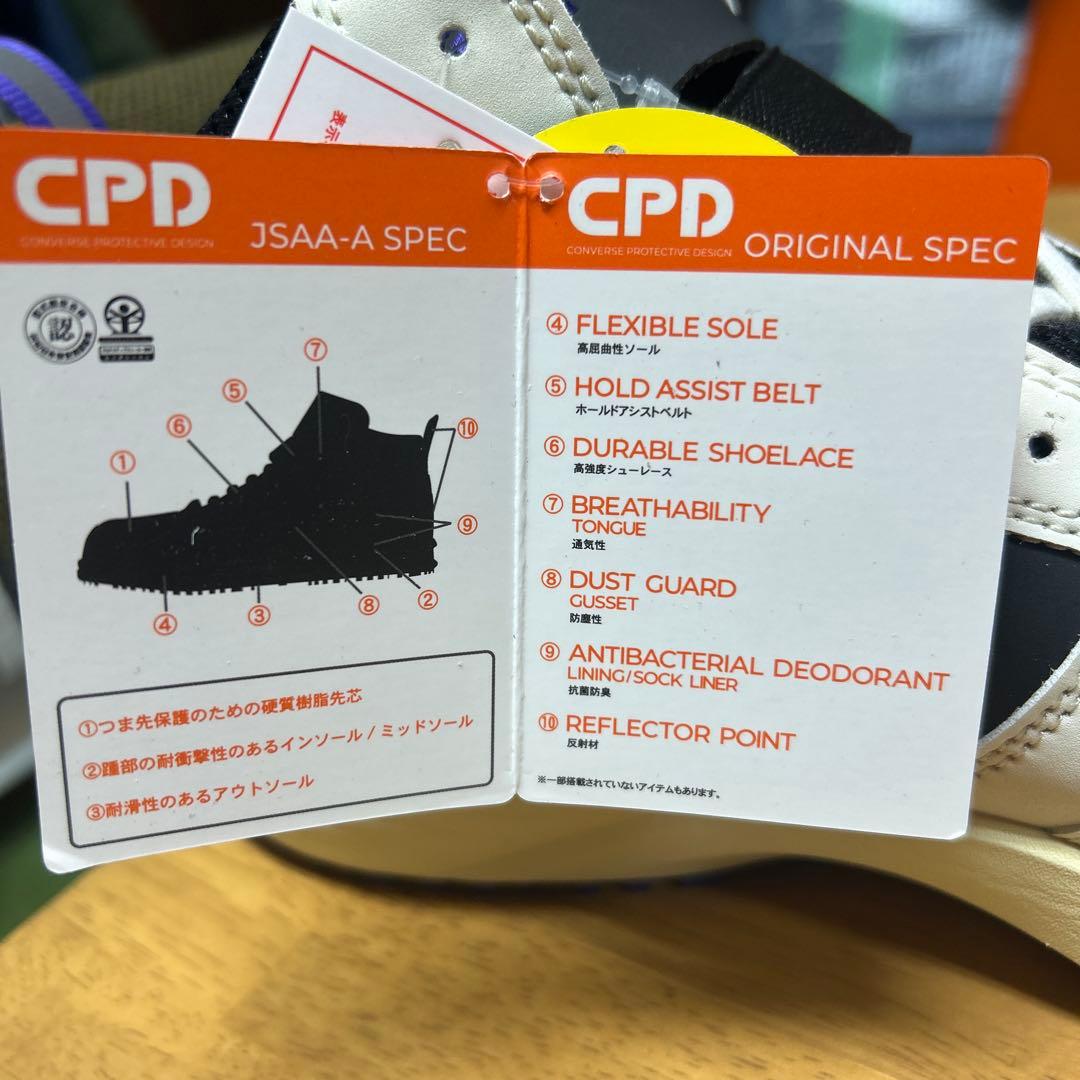 表示
CPD
CONVERSE PROTECTIVE DESIGN
JSAA-A SPEC
認
⑦
⑤
⑥
⑩
①
⑨
④
③
⑧
②
①つま先保護のための硬質樹脂先芯
②踵部の耐衝撃性のあるインソール / ミッドソール
③耐滑性のあるアウトソール
CPD
CONVERSE PROTECTIVE DESIGN
ORIGINAL SPEC
④ FLEXIBLE SOLE
高屈曲性ソール
⑤ HOLD ASSIST BELT
ホールドアシストベルト
⑥ DURABLE SHOELACE
高強度シューレース
⑦ BREATHABILITY
TONGUE
通気性
⑧ DUST GUARD
GUSSET
防塵性
⑨ ANTIBACTERIAL DEODORANT
LINING/SOCK LINER
抗菌防臭
⑩ REFLECTOR POINT
反射材
※一部搭載されていないアイテムもあります。